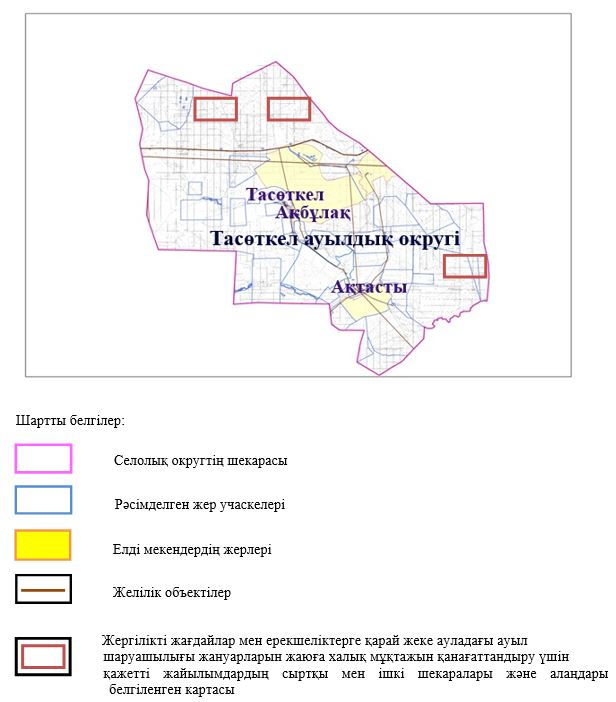 Тасөткел
Ақбұлақ
Тасөткел ауылдық округі
Ақтасты
Шартты белгілер:
Селолық округтің шекарасы
Рәсімделген жер учаскелері
Елді мекендердің жерлері
Желілік объектілер
Жергілікті жағдайлар мен ерекшеліктерге қарай жеке ауладағы ауыл
шаруашылығы жануарларын жаюға халық мұқтажын қанағаттандыру үшін
қажетті жайылымдардың сыртқы мен ішкі шекаралары және алаңдары
белгіленген картасы